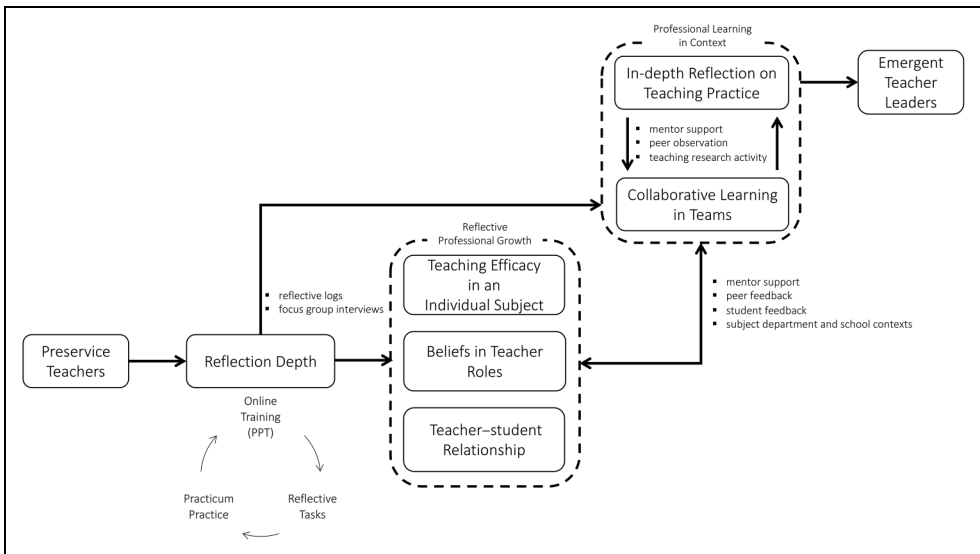 Professional Learning
in Context
In-depth Reflection on
Teaching Practice
Emergent
Teacher
Leaders
▪ mentor support
▪ peer observation
▪ teaching research activity
Collaborative Learning
in Teams
Reflective
Professional Growth
Teaching Efficacy
in an
Individual Subject
▪ reflective logs
▪ focus group interviews
▪ mentor support
▪ peer feedback
▪ student feedback
▪ subject department and school contexts
Preservice
Teachers
Reflection Depth
Beliefs in Teacher
Roles
Teacher–student
Relationship
Online
Training
(PPT)
Practicum
Practice
Reflective
Tasks